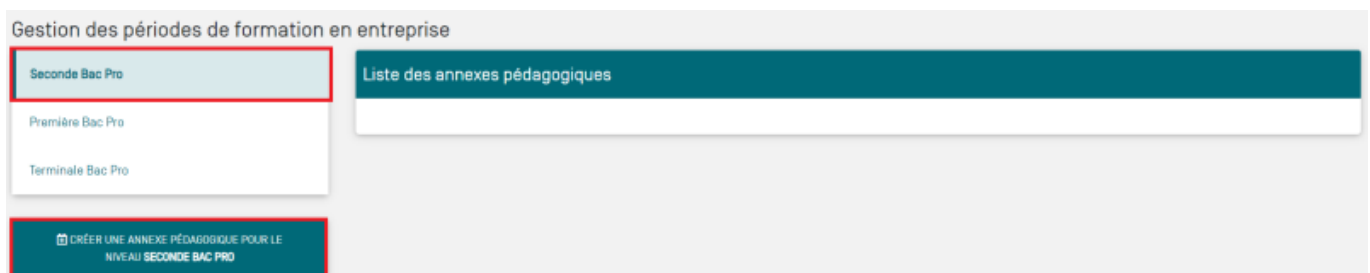 Gestion des périodes de formation en entreprise
Seconde Bac Pro
Liste des annexes pédagogiques
Première Bac Pro
Terminale Bac Pro
CRÉER UNE ANNEXE PÉDAGOGIQUE POUR LE
NIVEAU SECONDE BAC PRO